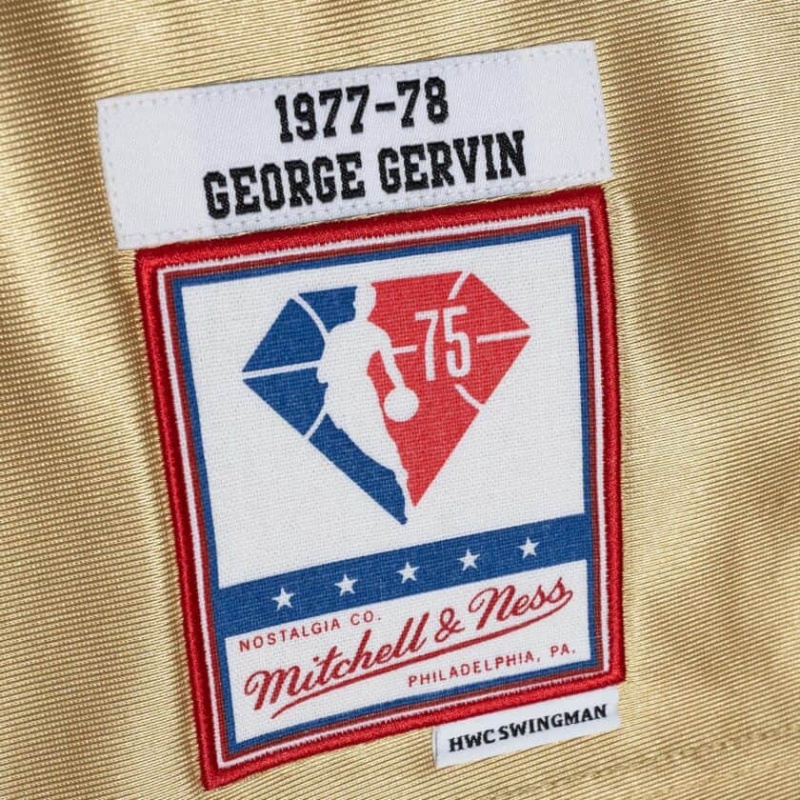 1977-78
GEORGE GERVIN
75
NOSTALGIA CO.
Mitchell & Ness
PHILADELPHIA, PA.
HWC SWINGMAN